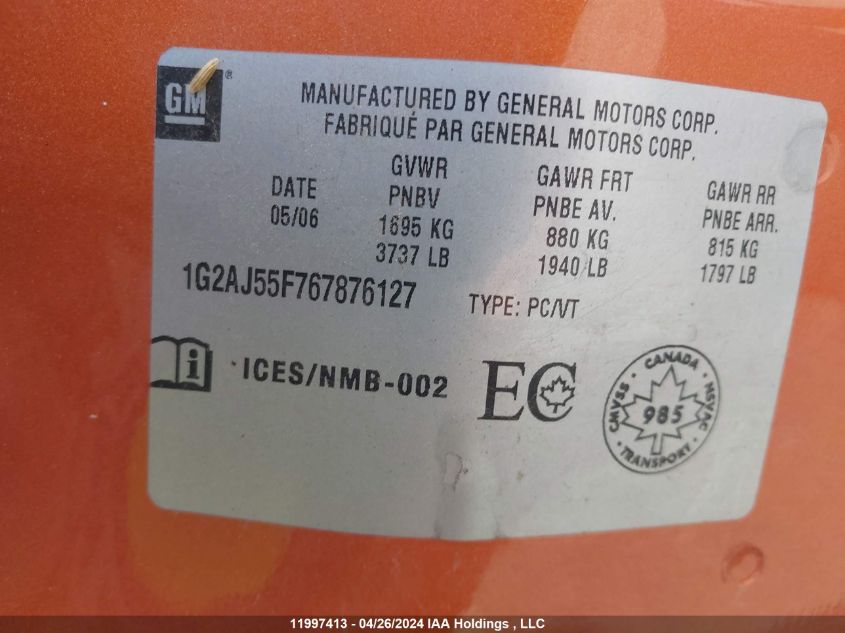 GM ®
MANUFACTURED BY GENERAL MOTORS CORP.
FABRIQUÉ PAR GENERAL MOTORS CORP.
DATE
05/06
GVWR
PNBV
1695 KG
3737 LB
GAWR FRT
PNBE AV.
880 KG
1940 LB
GAWR RR
PNBE ARR.
815 KG
1797 LB
1G2AJ55F767876127
TYPE: PC/VT
i
ICES/NMB-002
EC
CANADA
CMVSS
985
NSVAC
TRANSPORT
11997413 - 04/26/2024 IAA Holdings , LLC